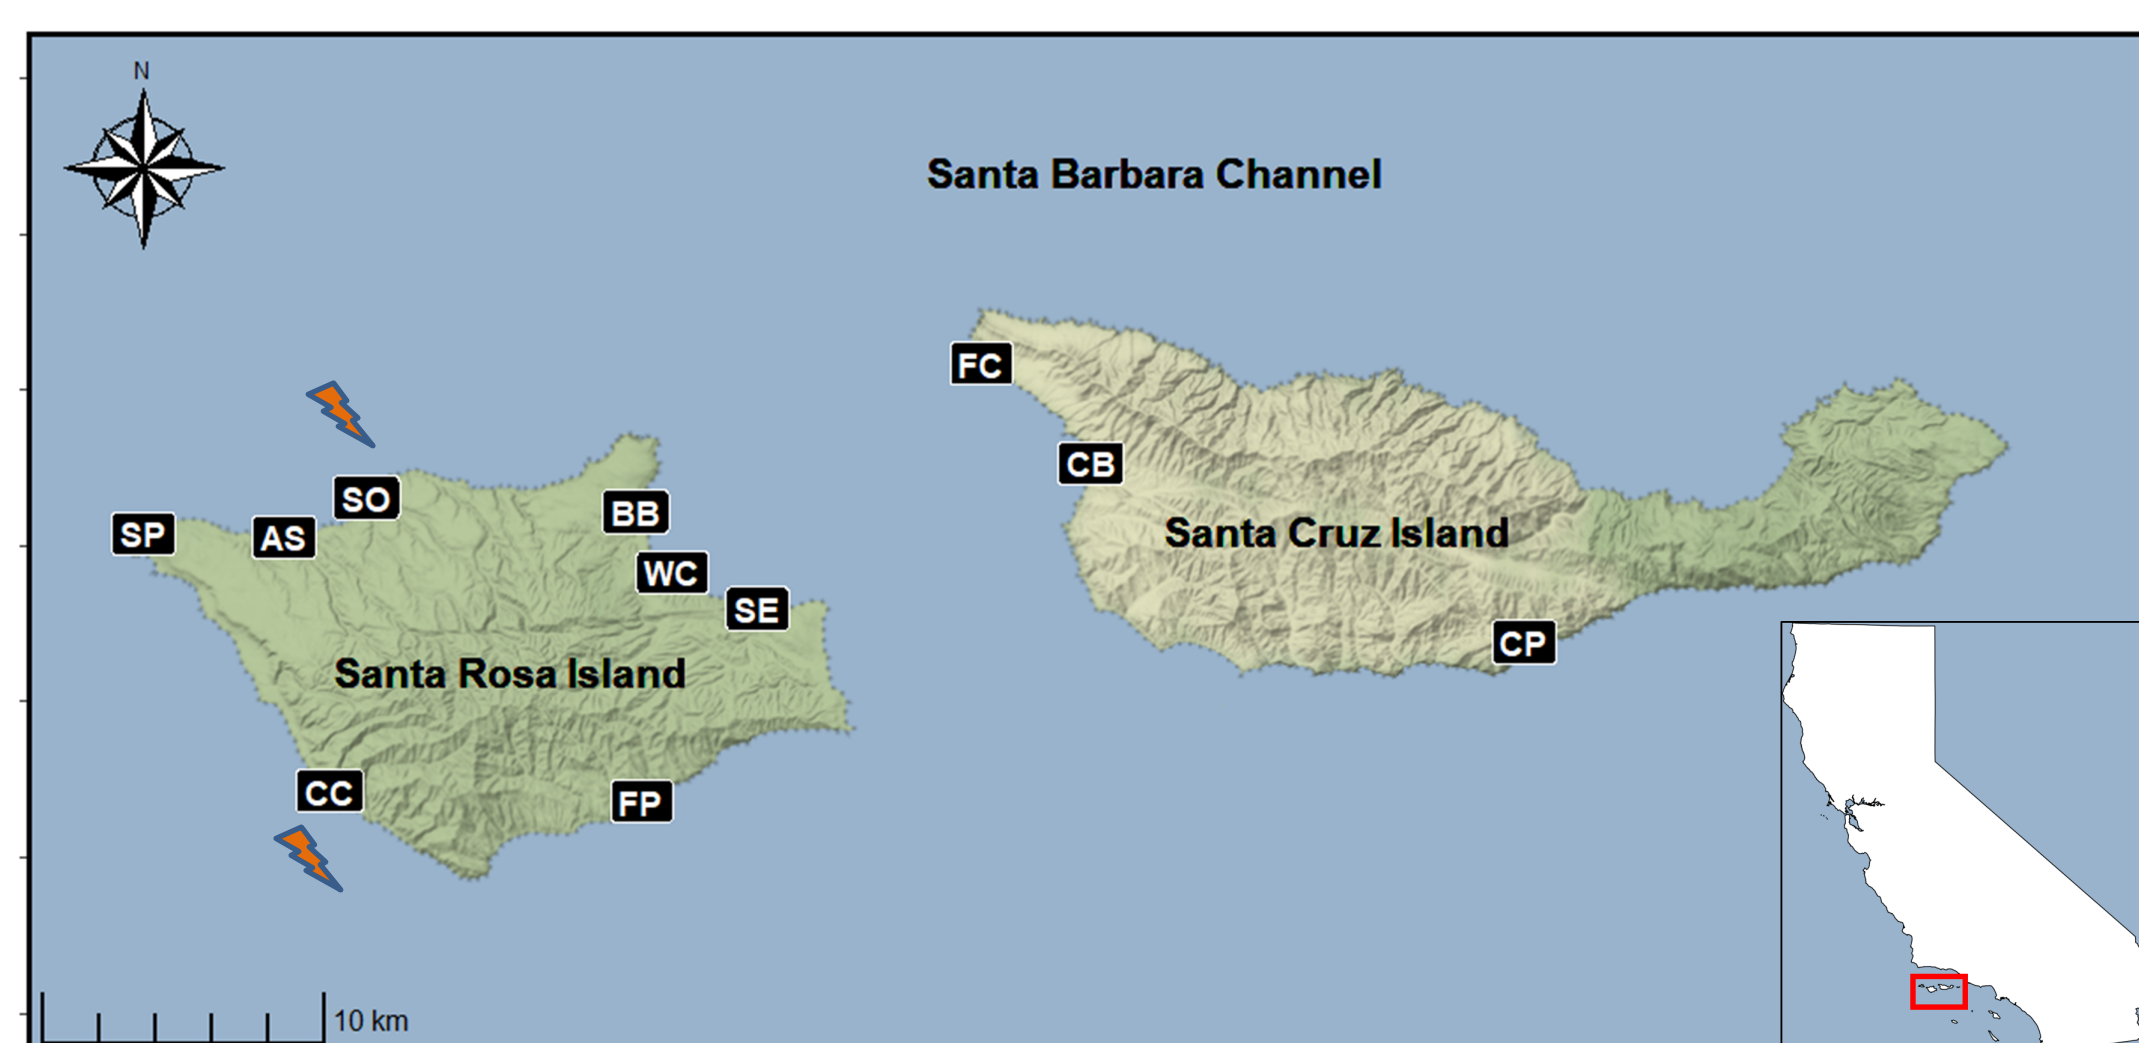 N
Santa Barbara Channel
FC
CB
SO
BB
SP
AS
Santa Cruz Island
WC
SE
CP
Santa Rosa Island
CC
FP
10 km